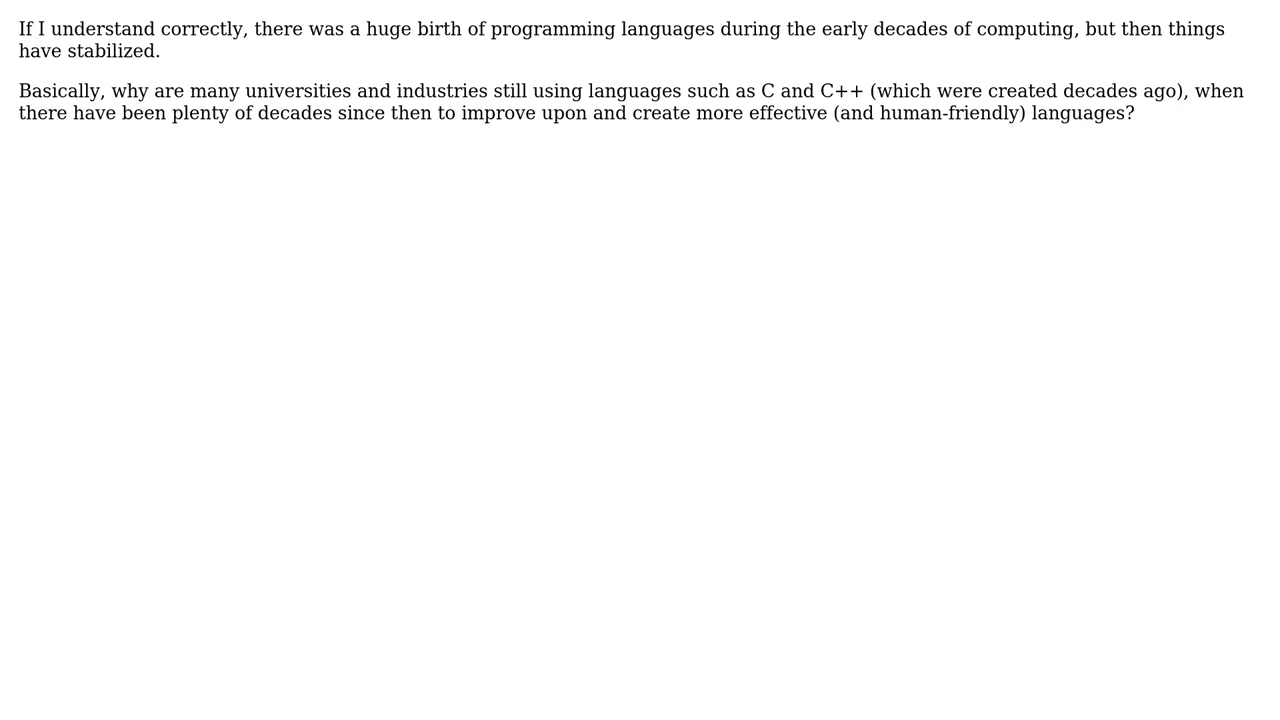 If I understand correctly, there was a huge birth of programming languages during the early decades of computing, but then things
have stabilized.
Basically, why are many universities and industries still using languages such as C and C++ (which were created decades ago), when
there have been plenty of decades since then to improve upon and create more effective (and human-friendly) languages?